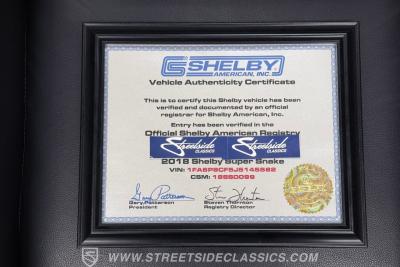 CS SHELBY
AMERICAN, INC.
Vehicle Authenticity Certificate
This is to certify this Shelby vehicle has been
verified and documented by an official
registrar for Shelby American, Inc.
Entry has been verified in the
Official Shelby American Registry
Streetside CLASSICS Streetside CLASSICS
2018 Shelby Super Snake
VIN: 1FA6P8CF5J5145562
CSM: 18SS0099
Gary Patterson
President
Steven Thornton
Registry Director
WWW.STREETSIDECLASSICS.COM